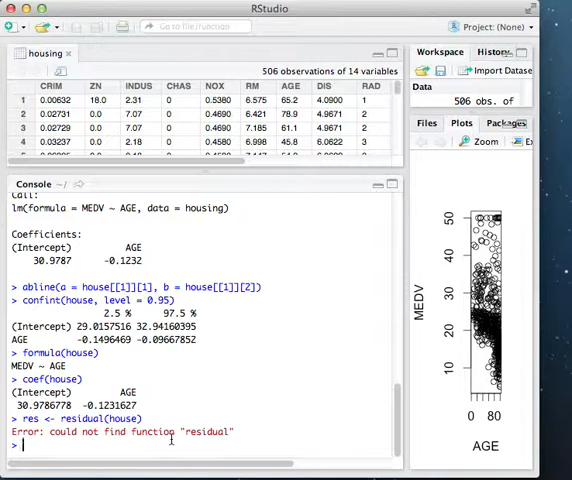 RStudio
Go to file/function
Project: (None)
housing
506 observations of 14 variables
CRIM ZN INDUS CHAS NOX RM AGE DIS RAD
1 0.00632 18.0 2.31 0 0.5380 6.575 65.2 4.0900 1
2 0.02731 0.0 7.07 0 0.4690 6.421 78.9 4.9671 2
3 0.02729 0.0 7.07 0 0.4690 7.185 61.1 4.9671 2
4 0.03237 0.0 2.18 0 0.4580 6.998 45.8 6.0622 3
Workspace History
Import Datase
Data
506 obs. of
Files Plots Packages
Zoom Ex
Console ~/
Call:
lm(formula = MEDV ~ AGE, data = housing)
Coefficients:
(Intercept) AGE
30.9787 -0.1232
> abline(a = house[[1]][1], b = house[[1]][2])
> confint(house, level = 0.95)
2.5 % 97.5 %
(Intercept) 29.0157516 32.94160395
AGE -0.1496469 -0.09667852
> formula(house)
MEDV ~ AGE
> coef(house)
(Intercept) AGE
30.9786778 -0.1231627
> res <- residual(house)
Error: could not find function "residual"
>
50
40
30
20
10
MEDV
0 80
AGE